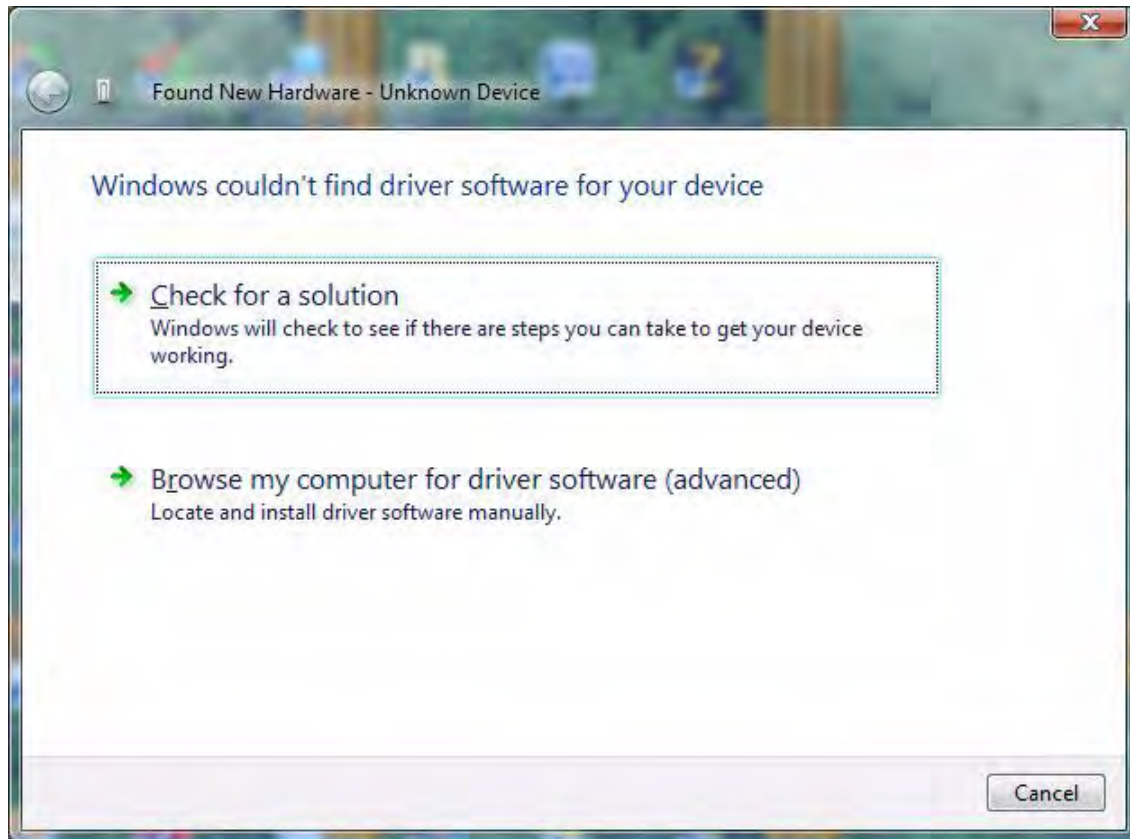 X
Found New Hardware - Unknown Device
Windows couldn't find driver software for your device
Check for a solution
Windows will check to see if there are steps you can take to get your device
working.
Browse my computer for driver software (advanced)
Locate and install driver software manually.
Cancel